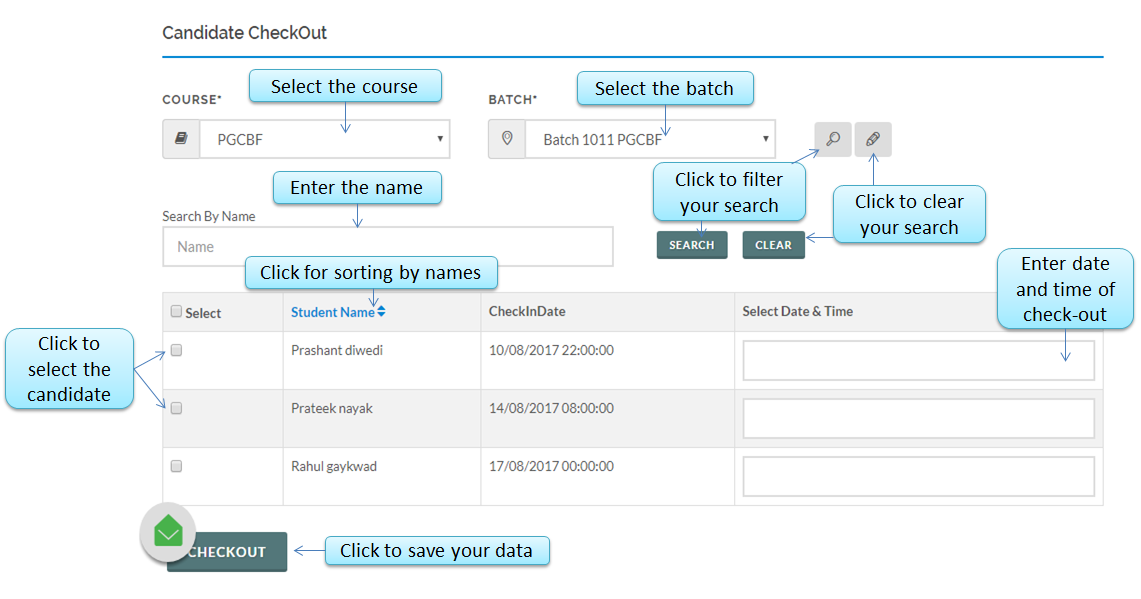 Candidate CheckOut
Select the course
Select the batch
COURSE*
BATCH*
PGCBF
Batch 1011 PGCBF
Enter the name
Click to filter
your search
Click to clear
your search
Search By Name
Name
SEARCH
CLEAR
Click for sorting by names
Enter date
and time of
check-out
Select
Student Name
CheckInDate
Select Date & Time
Click to
select the
candidate
Prashant diwedi
10/08/2017 22:00:00
Prateek nayak
14/08/2017 08:00:00
Rahul gaykwad
17/08/2017 00:00:00
CHECKOUT
Click to save your data